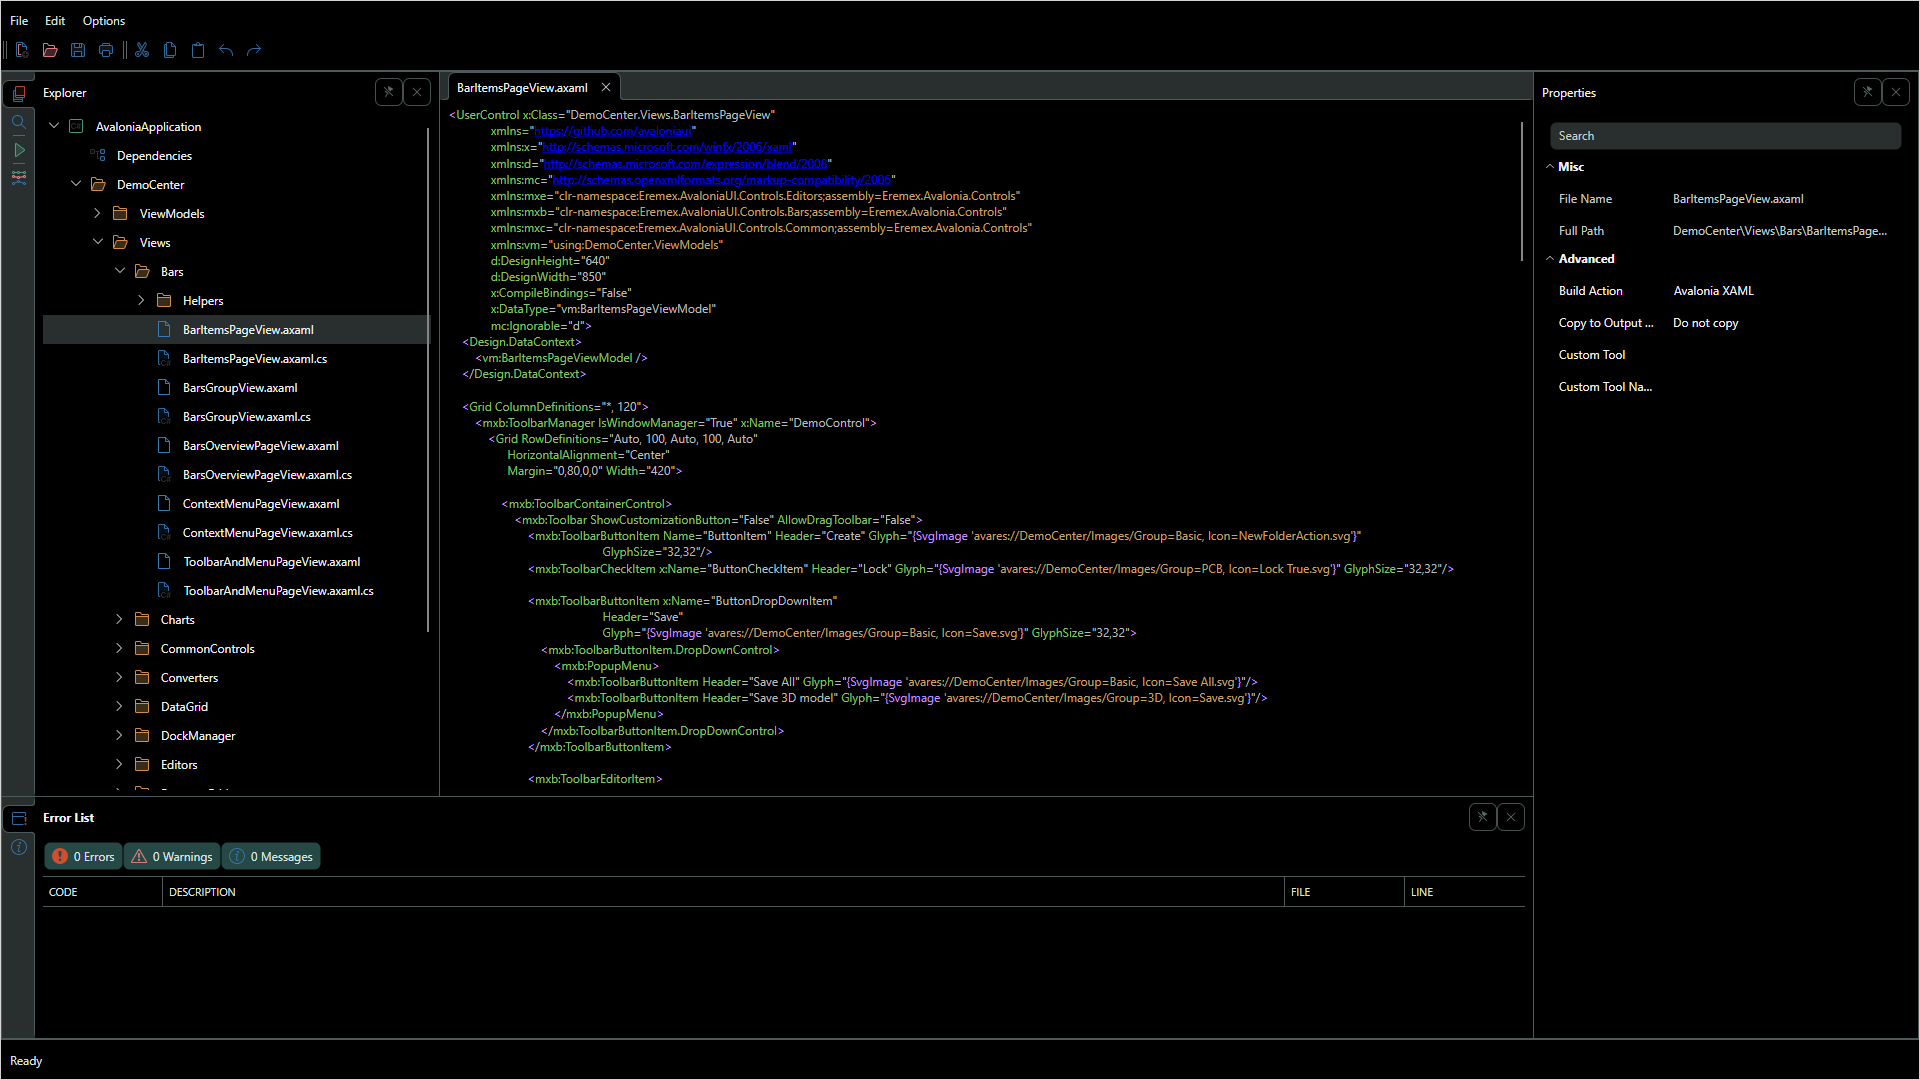 File Edit Options
Explorer
AvaloniaApplication
Dependencies
DemoCenter
ViewModels
Views
Bars
Helpers
BarItemsPageView.axaml
BarItemsPageView.axaml.cs
BarsGroupView.axaml
BarsGroupView.axaml.cs
BarsOverviewPageView.axaml
BarsOverviewPageView.axaml.cs
ContextMenuPageView.axaml
ContextMenuPageView.axaml.cs
ToolbarAndMenuPageView.axaml
ToolbarAndMenuPageView.axaml.cs
Charts
CommonControls
Converters
DataGrid
DockManager
Editors
BarItemsPageView.axaml
<UserControl x:Class="DemoCenter.Views.BarItemsPageView"
xmlns="https://github.com/avaloniaui"
xmlns:x="http://schemas.microsoft.com/winfx/2006/xaml"
xmlns:d="http://schemas.microsoft.com/expression/blend/2008"
xmlns:mc="http://schemas.openxmlformats.org/markup-compatibility/2006"
xmlns:mxe="clr-namespace:Eremex.AvaloniaUI.Controls.Editors;assembly=Eremex.Avalonia.Controls"
xmlns:mxb="clr-namespace:Eremex.AvaloniaUI.Controls.Bars;assembly=Eremex.Avalonia.Controls"
xmlns:mxc="clr-namespace:Eremex.AvaloniaUI.Controls.Common;assembly=Eremex.Avalonia.Controls"
xmlns:vm="using:DemoCenter.ViewModels"
d:DesignHeight="640"
d:DesignWidth="850"
x:CompileBindings="False"
x:DataType="vm:BarItemsPageViewModel"
mc:Ignorable="d">
<Design.DataContext>
<vm:BarItemsPageViewModel />
</Design.DataContext>
<Grid ColumnDefinitions="*, 120">
<mxb:ToolbarManager IsWindowManager="True" x:Name="DemoControl">
<Grid RowDefinitions="Auto, 100, Auto, 100, Auto"
HorizontalAlignment="Center"
Margin="0,80,0,0" Width="420">
<mxb:ToolbarContainerControl>
<mxb:Toolbar ShowCustomizationButton="False" AllowDragToolbar="False">
<mxb:ToolbarButtonItem Name="ButtonItem" Header="Create" Glyph="{SvgImage 'avares://DemoCenter/Images/Group=Basic, Icon=NewFolderAction.svg'}"
GlyphSize="32,32"/>
<mxb:ToolbarCheckItem x:Name="ButtonCheckItem" Header="Lock" Glyph="{SvgImage 'avares://DemoCenter/Images/Group=PCB, Icon=Lock True.svg'}" GlyphSize="32,32"/>
<mxb:ToolbarButtonItem x:Name="ButtonDropDownItem"
Header="Save"
Glyph="{SvgImage 'avares://DemoCenter/Images/Group=Basic, Icon=Save.svg'}" GlyphSize="32,32">
<mxb:ToolbarButtonItem.DropDownControl>
<mxb:PopupMenu>
<mxb:ToolbarButtonItem Header="Save All" Glyph="{SvgImage 'avares://DemoCenter/Images/Group=Basic, Icon=Save All.svg'}"/>
<mxb:ToolbarButtonItem Header="Save 3D model" Glyph="{SvgImage 'avares://DemoCenter/Images/Group=3D, Icon=Save.svg'}"/>
</mxb:PopupMenu>
</mxb:ToolbarButtonItem.DropDownControl>
</mxb:ToolbarButtonItem>
<mxb:ToolbarEditorItem>
Properties
Search
Misc
File Name BarItemsPageView.axaml
Full Path DemoCenter\Views\Bars\BarItemsPage...
Advanced
Build Action Avalonia XAML
Copy to Output ... Do not copy
Custom Tool
Custom Tool Na...
Error List
0 Errors 0 Warnings 0 Messages
CODE DESCRIPTION FILE LINE
Ready